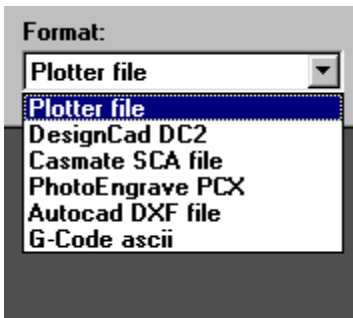 Format:
Plotter file
Plotter file
DesignCad DC2
Casmate SCA file
PhotoEngrave PCX
Autocad DXF file
G-Code ascii